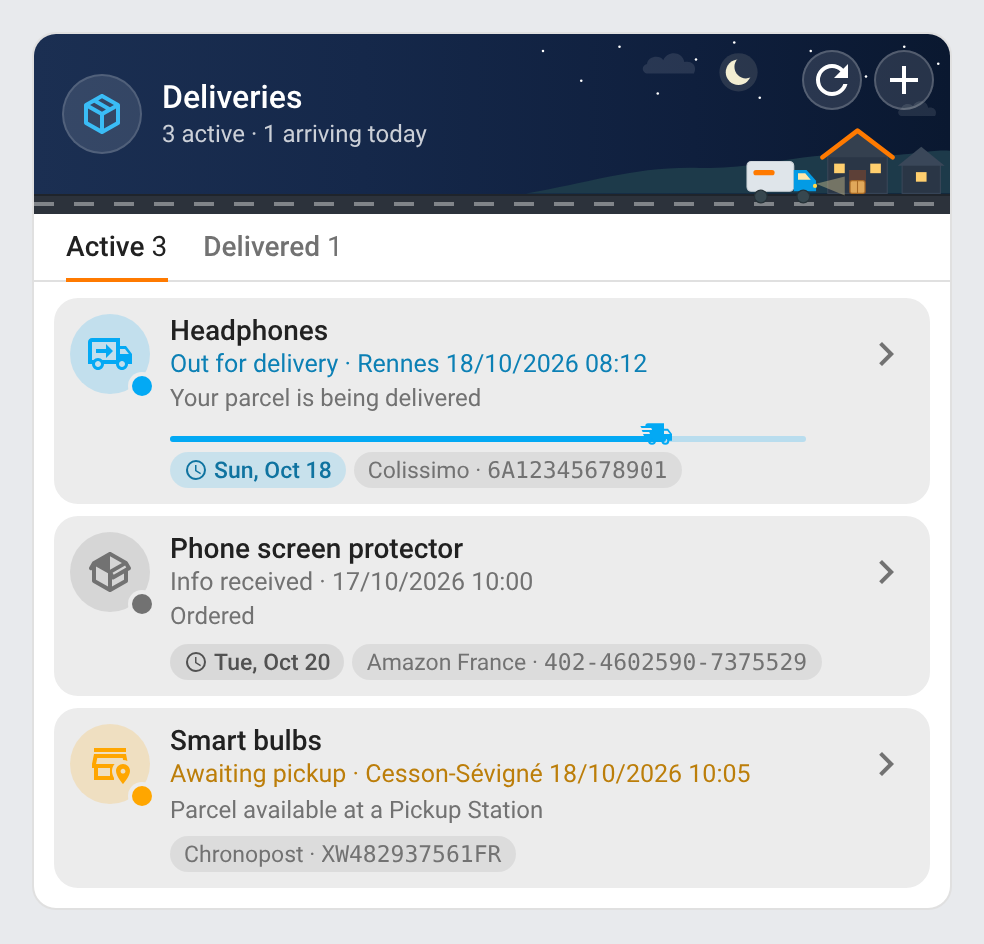 Deliveries
3 active · 1 arriving today
Active 3 Delivered 1
Headphones
Out for delivery · Rennes 18/10/2026 08:12
Your parcel is being delivered
Sun, Oct 18 Colissimo · 6A12345678901
Phone screen protector
Info received · 17/10/2026 10:00
Ordered
Tue, Oct 20 Amazon France · 402-4602590-7375529
Smart bulbs
Awaiting pickup · Cesson-Sévigné 18/10/2026 10:05
Parcel available at a Pickup Station
Chronopost · XW482937561FR